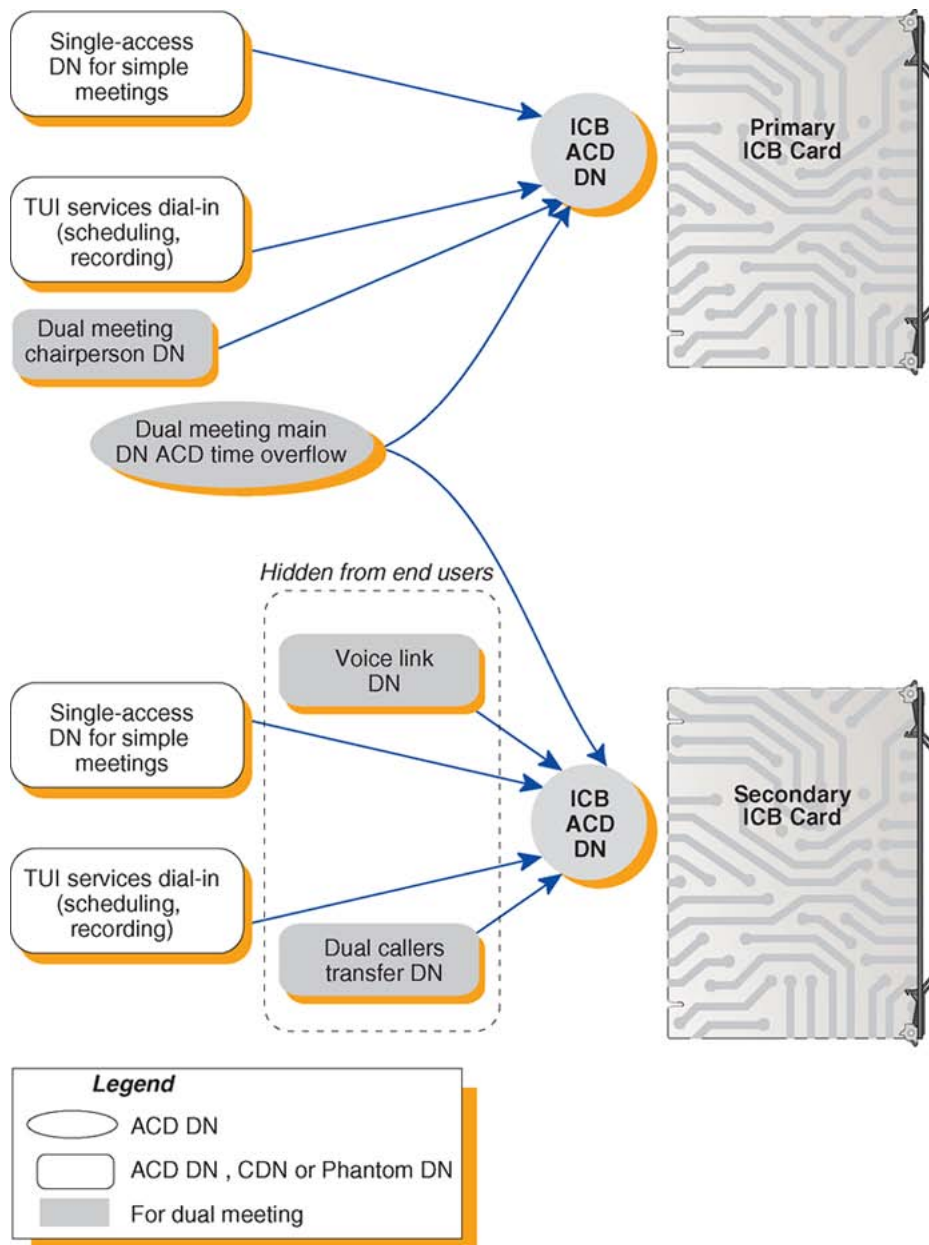 Single-access
DN for simple
meetings
ICB
ACD
DN
Primary
ICB Card
TUI services dial-in
(scheduling,
recording)
Dual meeting
chairperson DN
Dual meeting main
DN ACD time overflow
Hidden from end users
Voice link
DN
Single-access
DN for simple
meetings
ICB
ACD
DN
Secondary
ICB Card
TUI services dial-in
(scheduling,
recording)
Dual callers
transfer DN
Legend
ACD DN
ACD DN , CDN or Phantom DN
For dual meeting